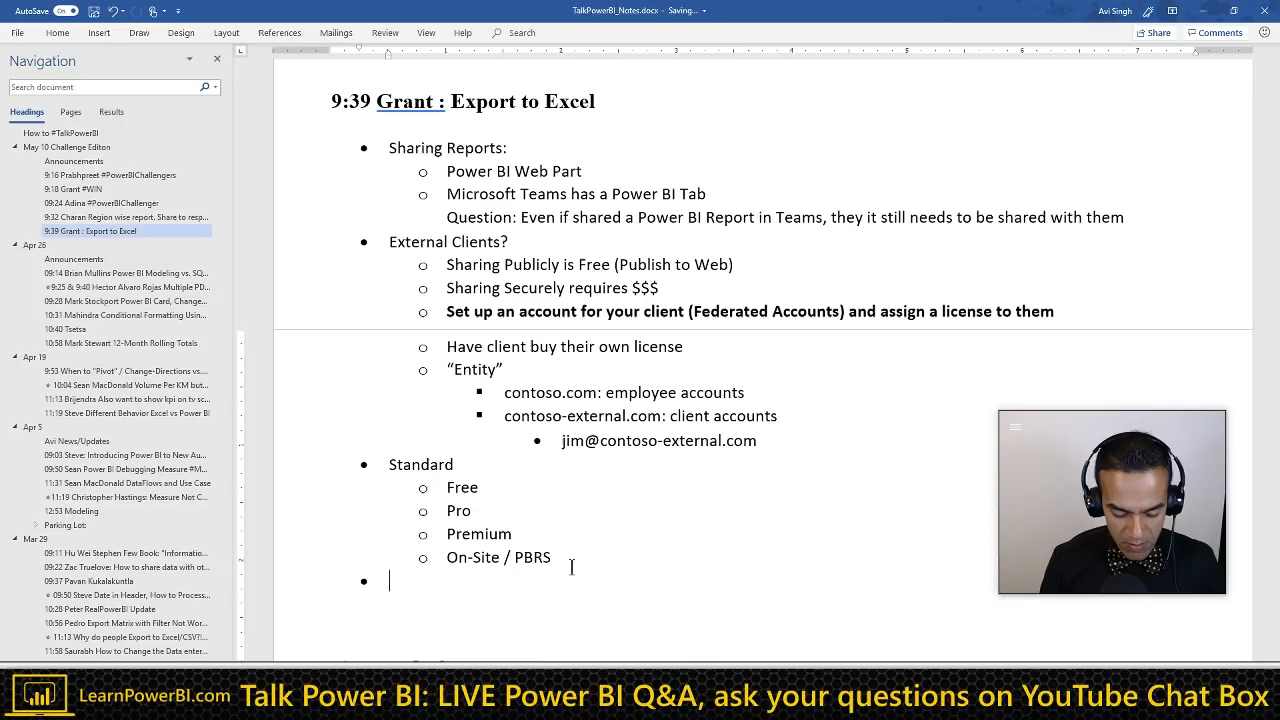 AutoSave On
TalkPowerBI_Notes.docx - Saving...
Avi Singh
File Home Insert Draw Design Layout References Mailings Review View Help Search Share Comments
Navigation
Search document
Headings Pages Results
How to #TalkPowerBI
May 10 Challenge Editon
Announcements
9:16 Prabhpreet #PowerBIChallengers
9:18 Grant #WIN
09:24 Adina #PowerBIChallenger
9:32 Charan Region wise report. Share to resp...
9:39 Grant : Export to Excel
Apr 26
Announcements
09:14 Brian Mullins Power BI Modeling vs. SQ...
9:25 & 9:40 Hector Alvaro Rojas Multiple PD...
09:28 Mark Stockport Power BI Card, Change...
10:31 Mahindra Conditional Formatting Usin...
10:40 Tsetsa
10:58 Mark Stewart 12-Month Rolling Totals
Apr 19
9:53 When to "Pivot" / Change-Directions vs...
10:04 Sean MacDonald Volume Per KM but...
11:13 Brijendra Also want to show kpi on tv sc...
11:19 Steve Different Behavior Excel vs Power BI
Apr 5
Avi News/Updates
09:03 Steve: Introducing Power BI to New Au...
09:50 Sean Power BI Debugging Measure #M...
11:31 Sean MacDonald DataFlows and Use Case
11:19 Christopher Hastings: Measure Not C...
12:53 Modeling
Parking Lot:
Mar 29
09:11 Hu Wei Stephen Few Book: "Informatio...
09:22 Zac Truelove: How to share data with ot...
09:37 Pavan Kukalakuntla
09:50 Steve Date in Header, How to Process...
10:28 Peter RealPowerBI Update
10:56 Pedro Export Matrix with Filter Not Wor...
11:13 Why do people Export to Excel/CSV?!...
11:58 Saurabh How to Change the Data enter...
1 2 3 4 5 6 7
9:39 Grant : Export to Excel
Sharing Reports:
Power BI Web Part
Microsoft Teams has a Power BI Tab
Question: Even if shared a Power BI Report in Teams, they it still needs to be shared with them
External Clients?
Sharing Publicly is Free (Publish to Web)
Sharing Securely requires $$$
Set up an account for your client (Federated Accounts) and assign a license to them
Have client buy their own license
“Entity”
contoso.com: employee accounts
contoso-external.com: client accounts
jim@contoso-external.com
Standard
Free
Pro
Premium
On-Site / PBRS
LearnPowerBI.com Talk Power BI: LIVE Power BI Q&A, ask your questions on YouTube Chat Box